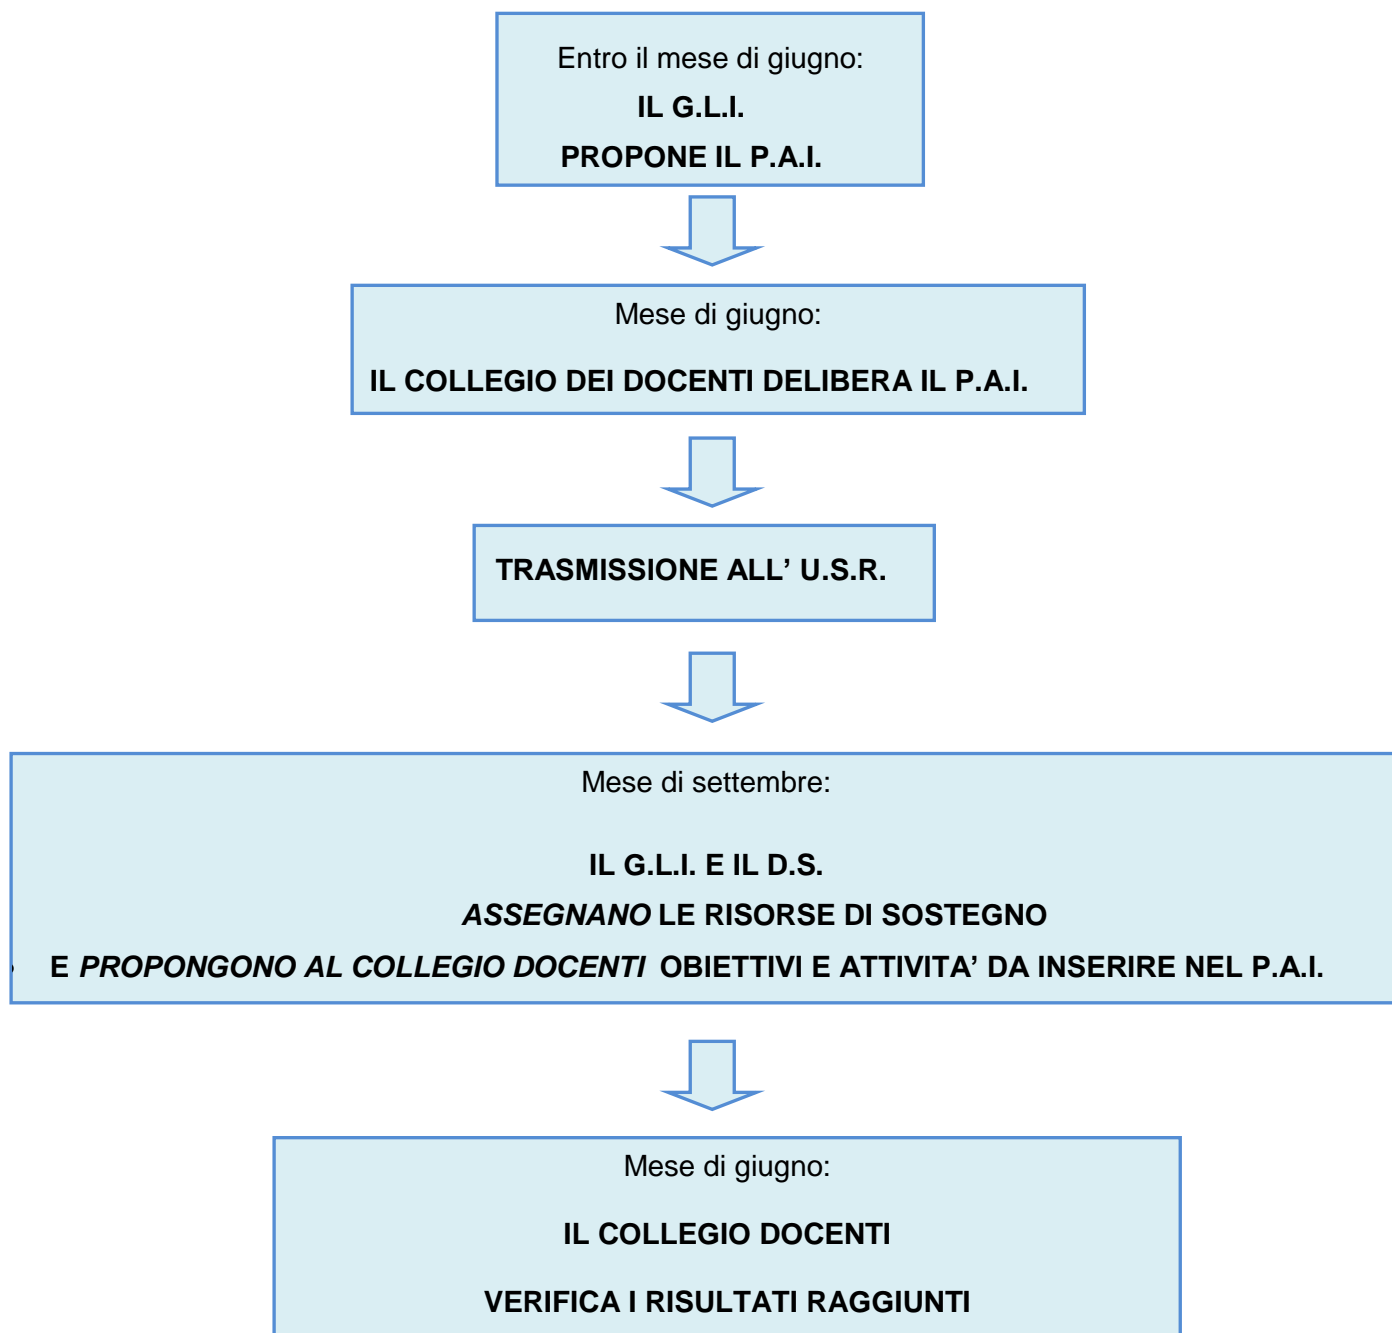 Entro il mese di giugno:
IL G.L.I.
PROPONE IL P.A.I.
Mese di giugno:
IL COLLEGIO DEI DOCENTI DELIBERA IL P.A.I.
TRASMISSIONE ALL’ U.S.R.
Mese di settembre:
IL G.L.I. E IL D.S.
ASSEGNANO LE RISORSE DI SOSTEGNO
E PROPONGONO AL COLLEGIO DOCENTI OBIETTIVI E ATTIVITA’ DA INSERIRE NEL P.A.I.
Mese di giugno:
IL COLLEGIO DOCENTI
VERIFICA I RISULTATI RAGGIUNTI